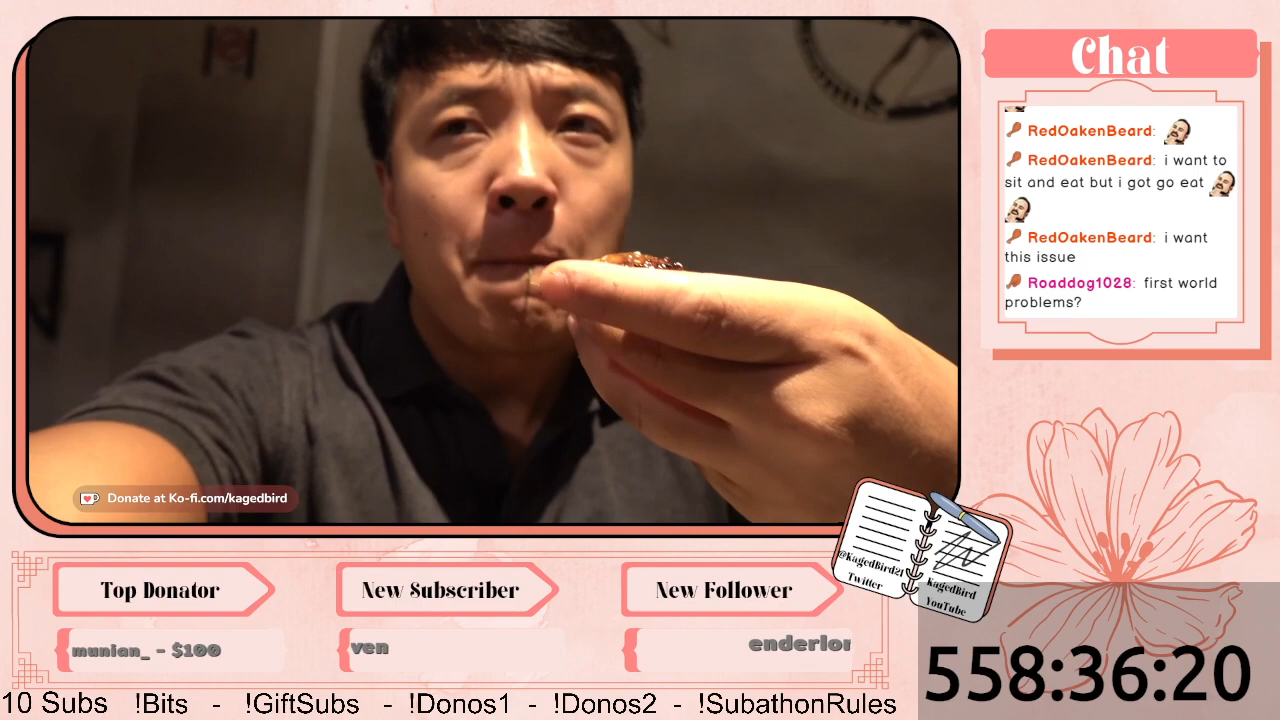 Chat
RedOakenBeard:
RedOakenBeard: i want to
sit and eat but i got go eat
RedOakenBeard: i want
this issue
Roaddog1028: first world
problems?
Donate at Ko-fi.com/kagedbird
@KagedBird21
Twitter
KagedBird
YouTube
Top Donator
New Subscriber
New Follower
munian_ - $100
ven
enderlor
558:36:20
10 Subs !Bits - !GiftSubs - !Donos1 - !Donos2 - !SubathonRules